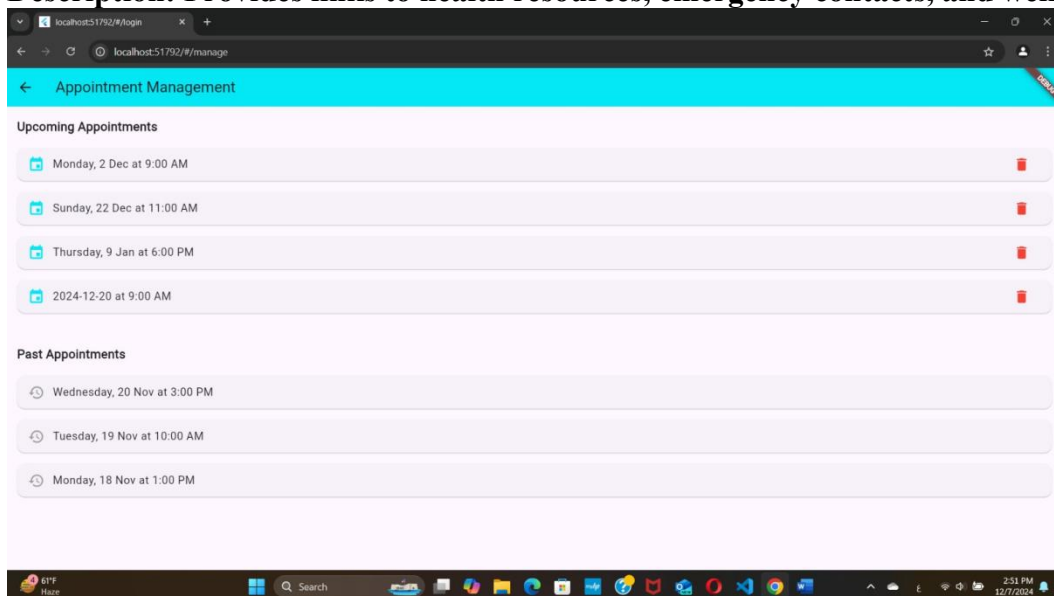 Description: Provides links to health resources, emergency contacts, and
localhost:51792/#/login
localhost:51792/#/manage
Appointment Management
DEBUG
Upcoming Appointments
Monday, 2 Dec at 9:00 AM
Sunday, 22 Dec at 11:00 AM
Thursday, 9 Jan at 6:00 PM
2024-12-20 at 9:00 AM
Past Appointments
Wednesday, 20 Nov at 3:00 PM
Tuesday, 19 Nov at 10:00 AM
Monday, 18 Nov at 1:00 PM
4
61°F
Haze
Search
ع
2:51 PM
12/7/2024